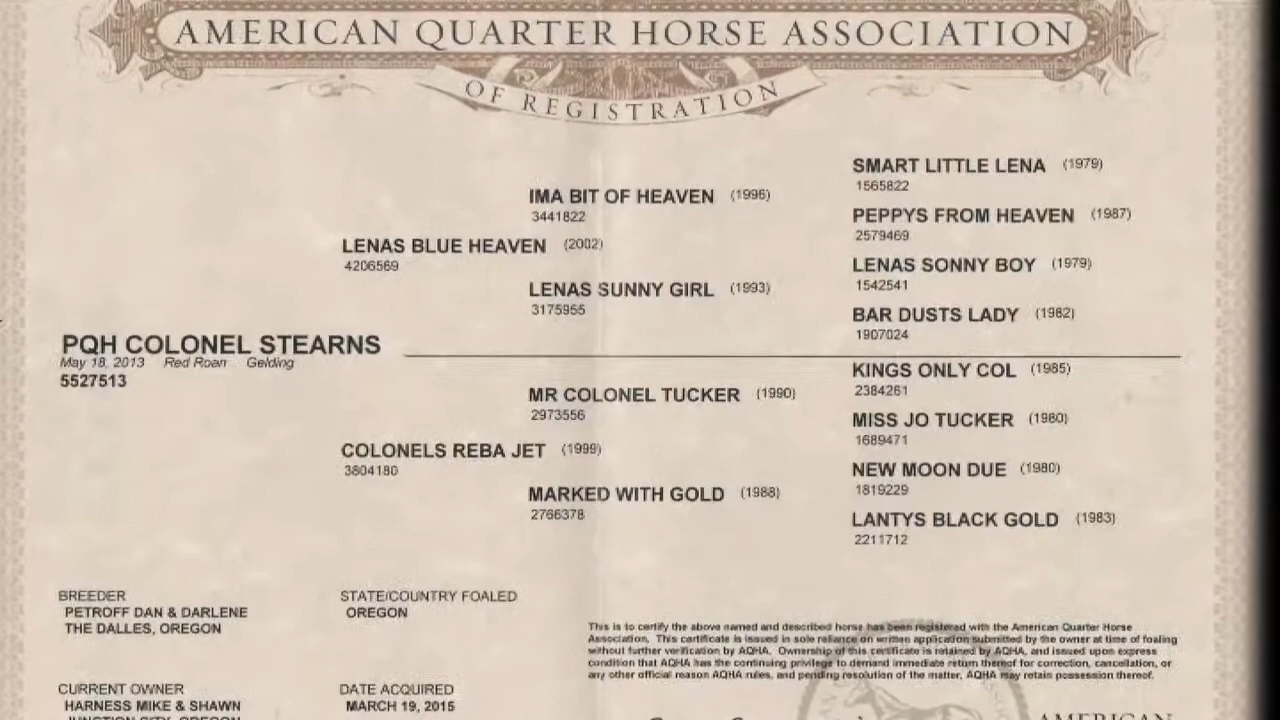 AMERICAN QUARTER HORSE ASSOCIATION
OF REGISTRATION
SMART LITTLE LENA (1979)
1565822
IMA BIT OF HEAVEN (1996)
3441822
PEPPYS FROM HEAVEN (1987)
2579469
LENAS BLUE HEAVEN (2002)
4206569
LENAS SONNY BOY (1979)
1542541
LENAS SUNNY GIRL (1993)
3175955
BAR DUSTS LADY (1982)
1907024
PQH COLONEL STEARNS
May 18, 2013 Red Roan Gelding
5527513
KINGS ONLY COL (1985)
2384261
MR COLONEL TUCKER (1990)
2973556
MISS JO TUCKER (1980)
1689471
COLONELS REBA JET (1999)
3804180
NEW MOON DUE (1980)
1819229
MARKED WITH GOLD (1988)
2766378
LANTYS BLACK GOLD (1983)
2211712
BREEDER
PETROFF DAN & DARLENE
THE DALLES, OREGON
STATE/COUNTRY FOALED
OREGON
This is to certify the above named and described horse has been registered with the American Quarter Horse
Association. This certificate is issued in sole reliance on written application submitted by the owner at time of foaling
without further verification by AQHA. Ownership of this certificate is retained by AQHA, and issued upon express
condition that AQHA has the continuing privilege to demand immediate return thereof for correction, cancellation, or
any other official reason AQHA rules, and pending resolution of the matter, AQHA may retain possession thereof.
CURRENT OWNER
HARNESS MIKE & SHAWN
JUNCTION CITY, OREGON
DATE ACQUIRED
MARCH 19, 2015
AMERICAN